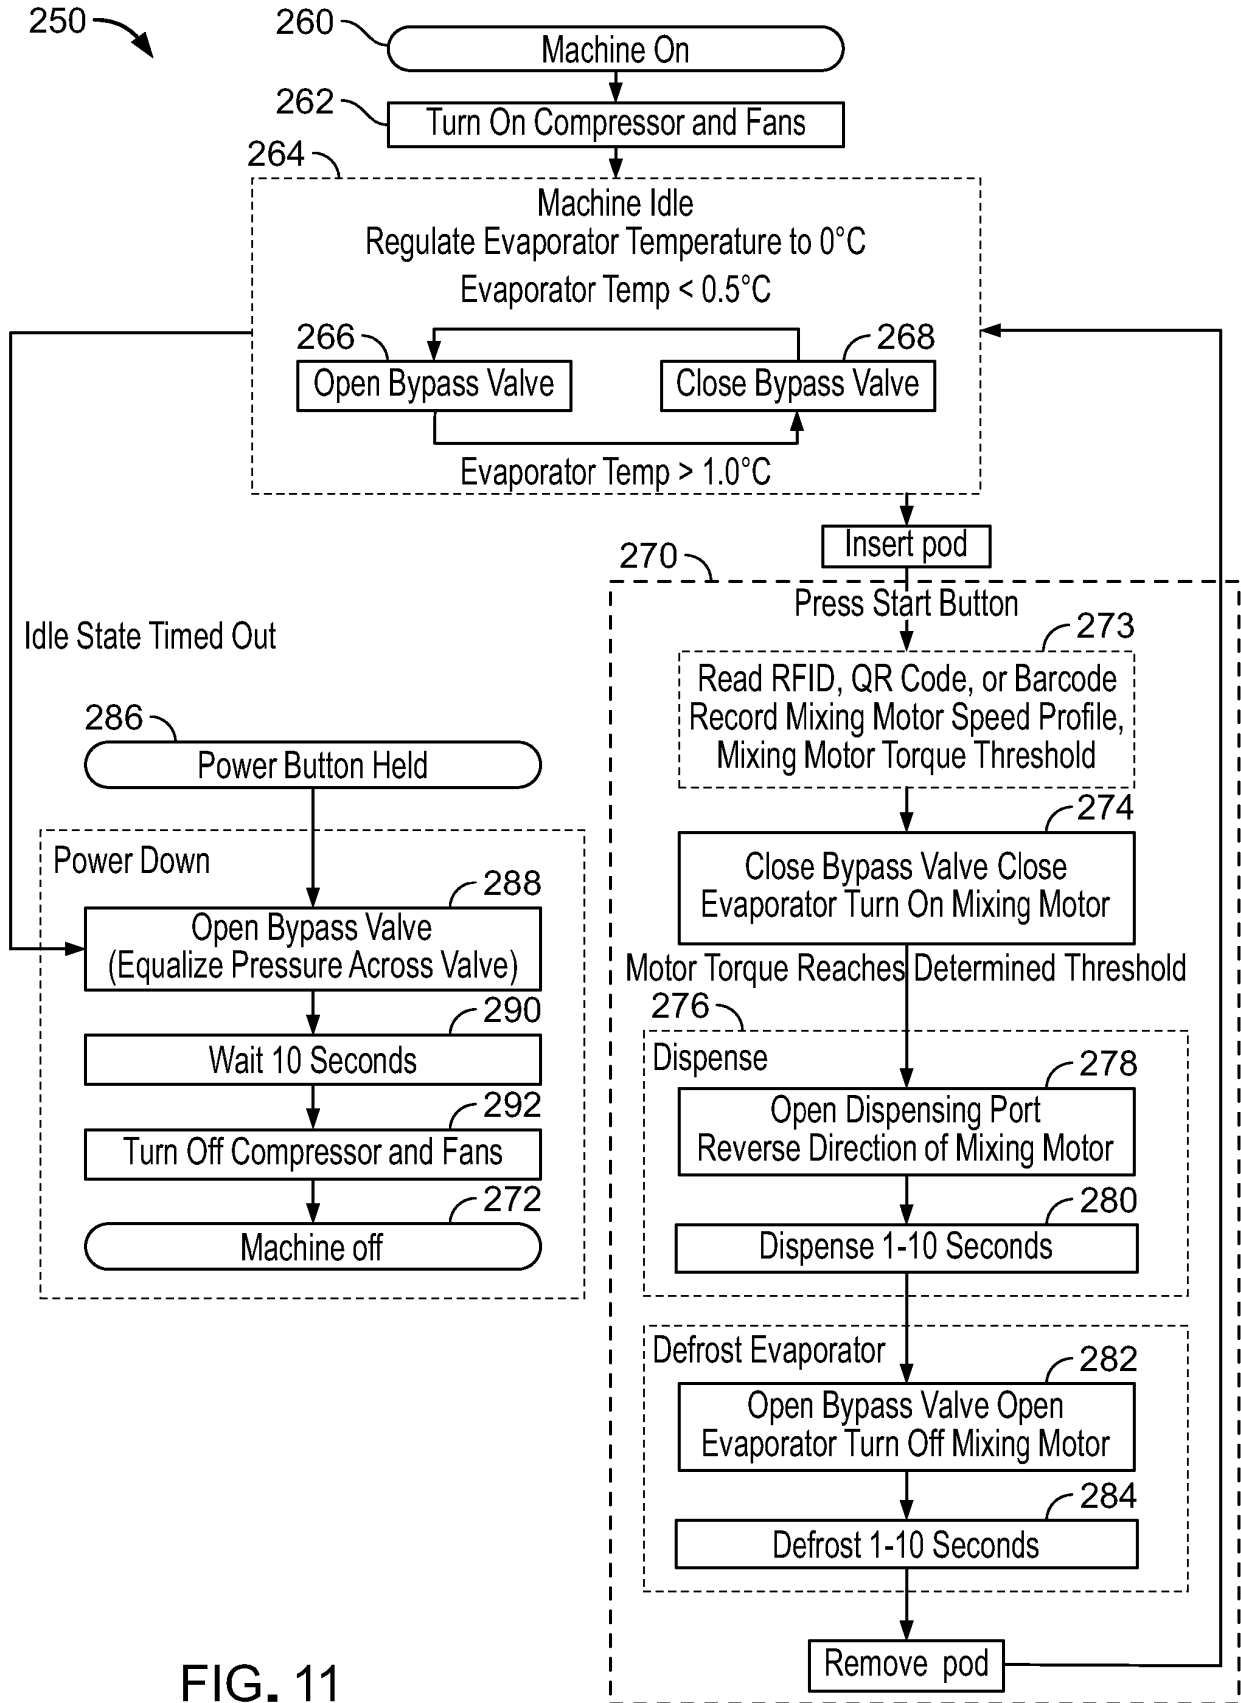 250
260
Machine On
262
Turn On Compressor and Fans
264
Machine Idle
Regulate Evaporator Temperature to 0°C
Evaporator Temp < 0.5°C
266
268
Open Bypass Valve
Close Bypass Valve
Evaporator Temp > 1.0°C
Insert pod
270
Press Start Button
273
Read RFID, QR Code, or Barcode
Record Mixing Motor Speed Profile,
Mixing Motor Torque Threshold
274
Close Bypass Valve Close
Evaporator Turn On Mixing Motor
Motor Torque Reaches Determined Threshold
276
Dispense
278
Open Dispensing Port
Reverse Direction of Mixing Motor
280
Dispense 1-10 Seconds
Defrost Evaporator
282
Open Bypass Valve Open
Evaporator Turn Off Mixing Motor
284
Defrost 1-10 Seconds
Remove pod
Idle State Timed Out
286
Power Button Held
Power Down
288
Open Bypass Valve
(Equalize Pressure Across Valve)
290
Wait 10 Seconds
292
Turn Off Compressor and Fans
272
Machine off
FIG. 11